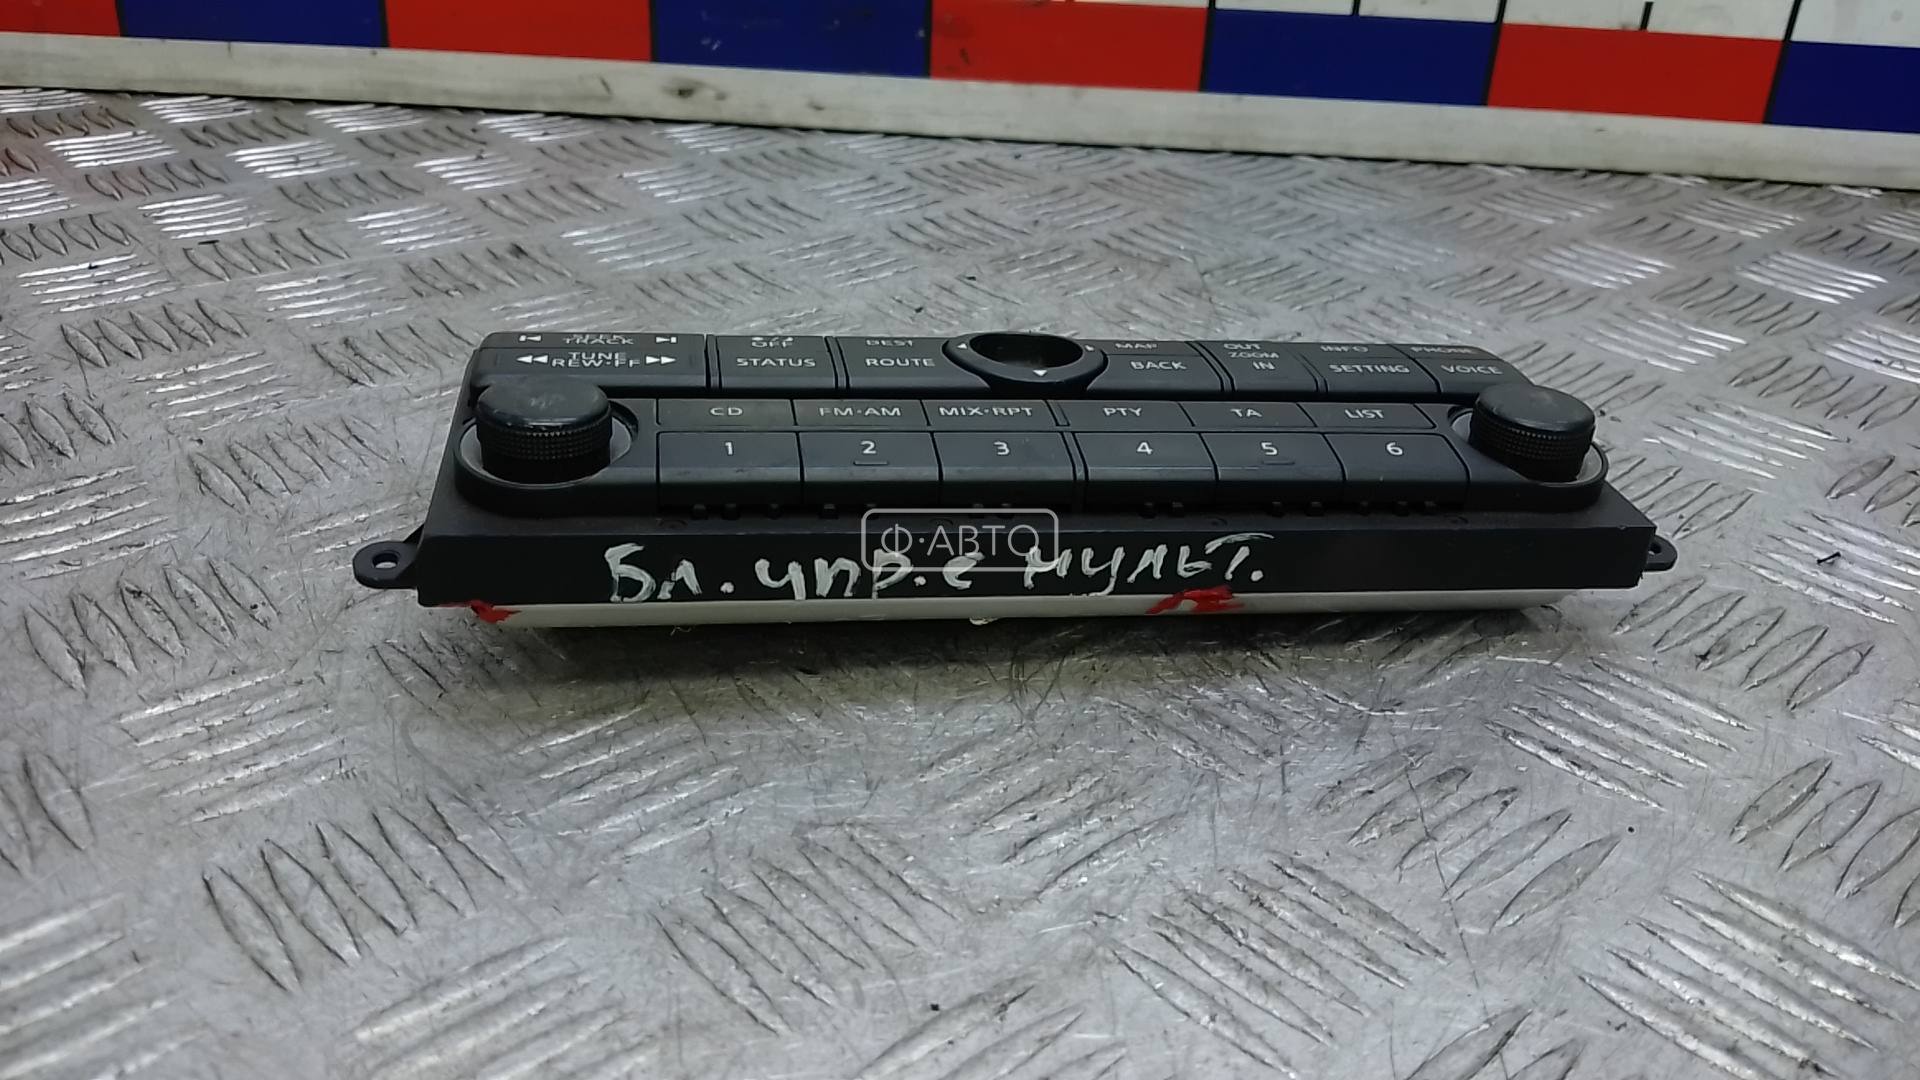 SEEK
TRACK
TUNE
REW·FF
OFF
STATUS
BEST
ROUTE
MAP
BACK
OUT
ZOOM
IN
INFO
SETTING
PHONE
VOICE
CD FM·AM MIX·RPT PTY TA LIST
1 2 3 4 5 6
Ф·АВТО
Бл. упр. с мульт.